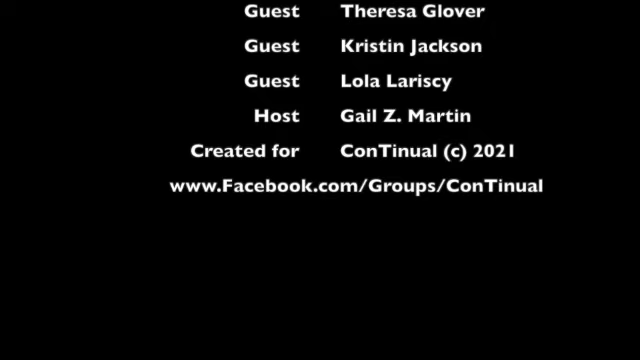 Guest Theresa Glover
Guest Kristin Jackson
Guest Lola Lariscy
Host Gail Z. Martin
Created for ConTinual (c) 2021
www.Facebook.com/Groups/ConTinual